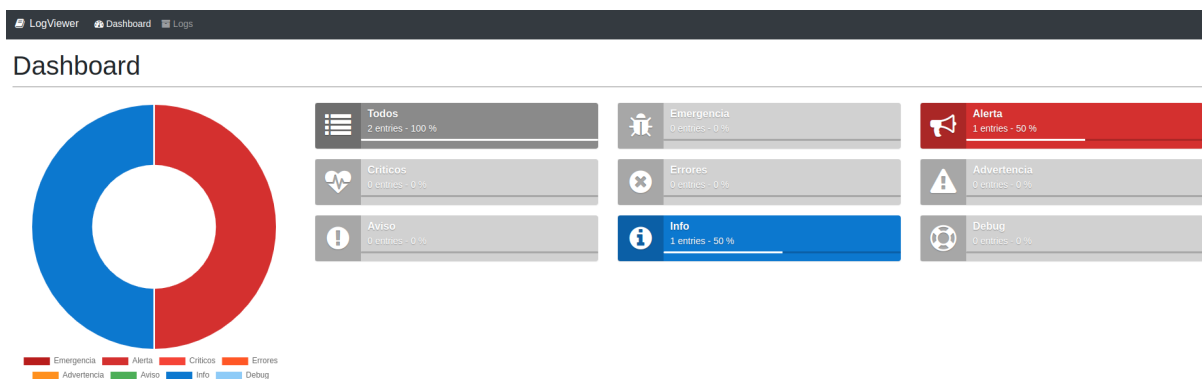 LogViewer Dashboard Logs
Dashboard
Todos
2 entries - 100 %
Emergencia
0 entries - 0 %
Alerta
1 entries - 50 %
Criticos
0 entries - 0 %
Errores
0 entries - 0 %
Advertencia
0 entries - 0 %
Aviso
0 entries - 0 %
Info
1 entries - 50 %
Debug
0 entries - 0 %
Emergencia Alerta Criticos Errores
Advertencia Aviso Info Debug